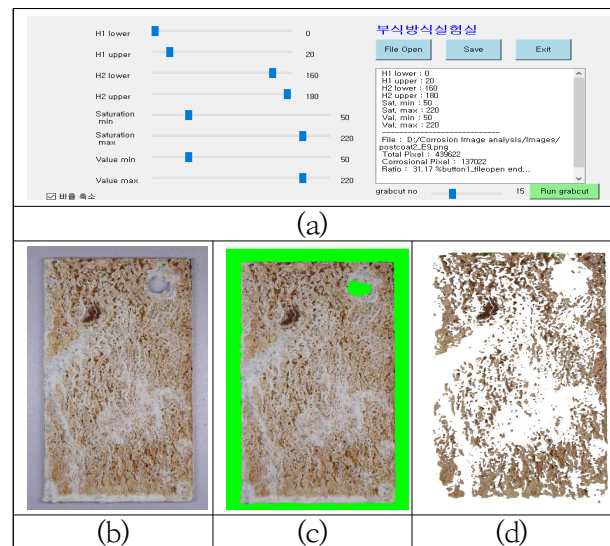 부식방식실험실
H1 lower 0
H1 upper 20
H2 lower 160
H2 upper 180
Saturation
min 50
Saturation
max 220
Value min 50
Value max 220
비율 축소
File Open Save Exit
H1 lower : 0
H1 upper : 20
H2 lower : 160
H2 upper : 180
Sat, min : 50
Sat, max : 220
Val, min : 50
Val, max : 220
-----------------------------
File : D:/Corrosion Image analysis/Images/
postcoat2_E9.png
Total Pixel : 439622
Corrosional Pixel : 137022
Ratio : 31,17 %button1_fileopen end...
grabcut no 15 Run grabcut
(a)
(b) (c) (d)